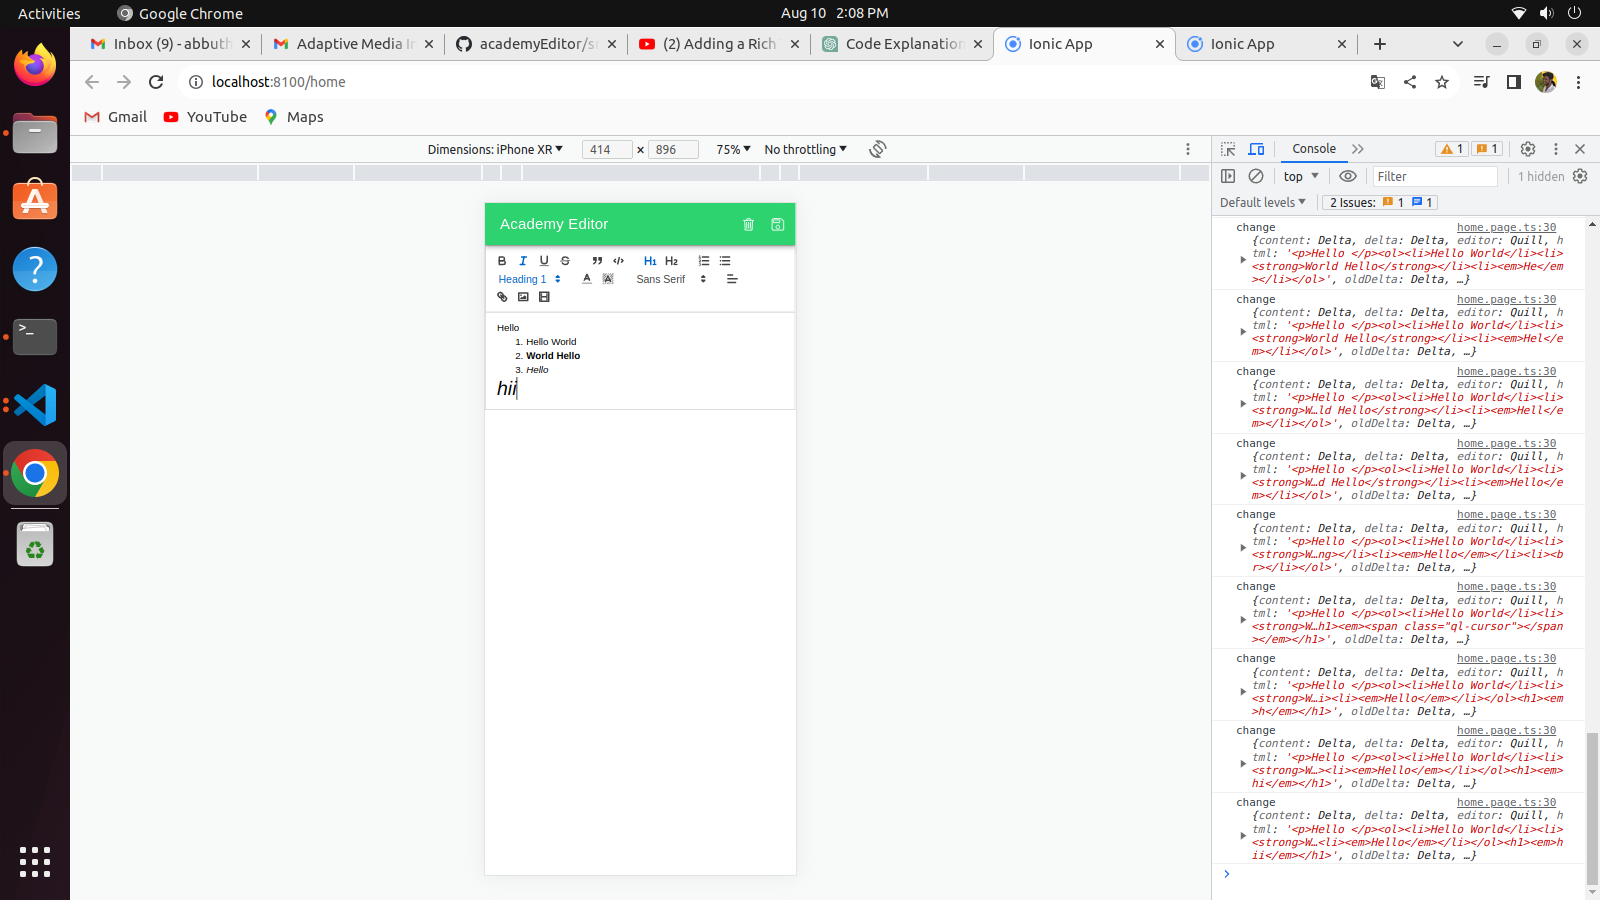 Activities
Google Chrome
Aug 10 2:08 PM
Inbox (9) - abbuth
Adaptive Media In
academyEditor/sr
(2) Adding a Rich
Code Explanation
Ionic App
Ionic App
localhost:8100/home
Gmail
YouTube
Maps
Dimensions: iPhone XR
414 × 896
75%
No throttling
Console
1
1
top
Filter
1 hidden
Default levels
2 Issues: 1 1
Academy Editor
B I U S H1 H2
Heading 1
A A
Sans Serif
Hello
1. Hello World
2. World Hello
3. Hello
hii
change home.page.ts:30
{content: Delta, delta: Delta, editor: Quill, h
tml: '<p>Hello </p><ol><li>Hello World</li><li>
<strong>World Hello</strong></li><li><em>He</em
></li></ol>', oldDelta: Delta, …}
change home.page.ts:30
{content: Delta, delta: Delta, editor: Quill, h
tml: '<p>Hello </p><ol><li>Hello World</li><li>
<strong>World Hello</strong></li><li><em>Hel</e
m></li></ol>', oldDelta: Delta, …}
change home.page.ts:30
{content: Delta, delta: Delta, editor: Quill, h
tml: '<p>Hello </p><ol><li>Hello World</li><li>
<strong>W…ld Hello</strong></li><li><em>Hell</e
m></li></ol>', oldDelta: Delta, …}
change home.page.ts:30
{content: Delta, delta: Delta, editor: Quill, h
tml: '<p>Hello </p><ol><li>Hello World</li><li>
<strong>W…d Hello</strong></li><li><em>Hello</e
m></li></ol>', oldDelta: Delta, …}
change home.page.ts:30
{content: Delta, delta: Delta, editor: Quill, h
tml: '<p>Hello </p><ol><li>Hello World</li><li>
<strong>W…ng></li><li><em>Hello</em></li><li><b
r></li></ol>', oldDelta: Delta, …}
change home.page.ts:30
{content: Delta, delta: Delta, editor: Quill, h
tml: '<p>Hello </p><ol><li>Hello World</li><li>
<strong>W…h1><em><span class="ql-cursor"></span
></em></h1>', oldDelta: Delta, …}
change home.page.ts:30
{content: Delta, delta: Delta, editor: Quill, h
tml: '<p>Hello </p><ol><li>Hello World</li><li>
<strong>W…i><li><em>Hello</em></li></ol><h1><em
>h</em></h1>', oldDelta: Delta, …}
change home.page.ts:30
{content: Delta, delta: Delta, editor: Quill, h
tml: '<p>Hello </p><ol><li>Hello World</li><li>
<strong>W…><li><em>Hello</em></li></ol><h1><em>
hi</em></h1>', oldDelta: Delta, …}
change home.page.ts:30
{content: Delta, delta: Delta, editor: Quill, h
tml: '<p>Hello </p><ol><li>Hello World</li><li>
<strong>W…<li><em>Hello</em></li></ol><h1><em>h
ii</em></h1>', oldDelta: Delta, …}